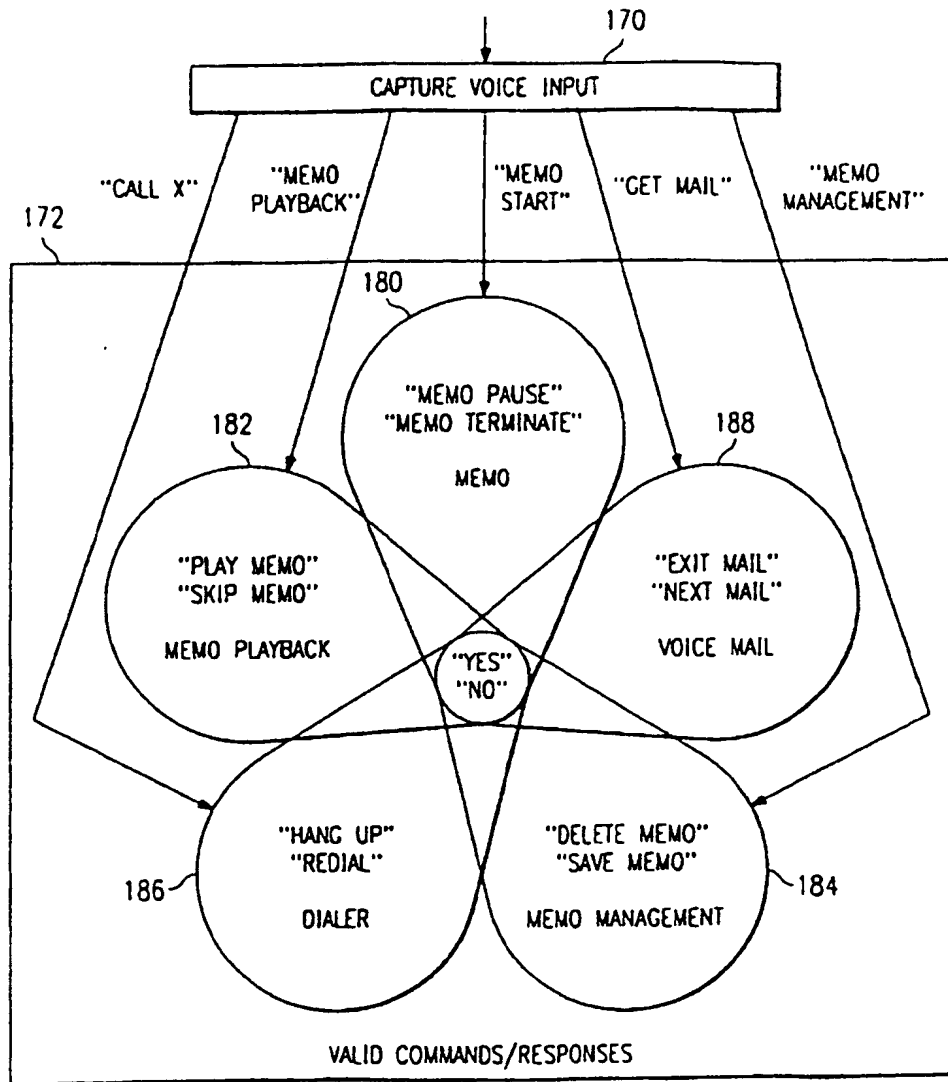 170
CAPTURE VOICE INPUT
"CALL X"
"MEMO
PLAYBACK"
"MEMO
START"
"GET MAIL"
"MEMO
MANAGEMENT"
172
180
"MEMO PAUSE"
"MEMO TERMINATE"
MEMO
182
"PLAY MEMO"
"SKIP MEMO"
MEMO PLAYBACK
188
"EXIT MAIL"
"NEXT MAIL"
VOICE MAIL
"YES"
"NO"
"HANG UP"
"REDIAL"
DIALER
186
"DELETE MEMO"
"SAVE MEMO"
MEMO MANAGEMENT
184
VALID COMMANDS/RESPONSES